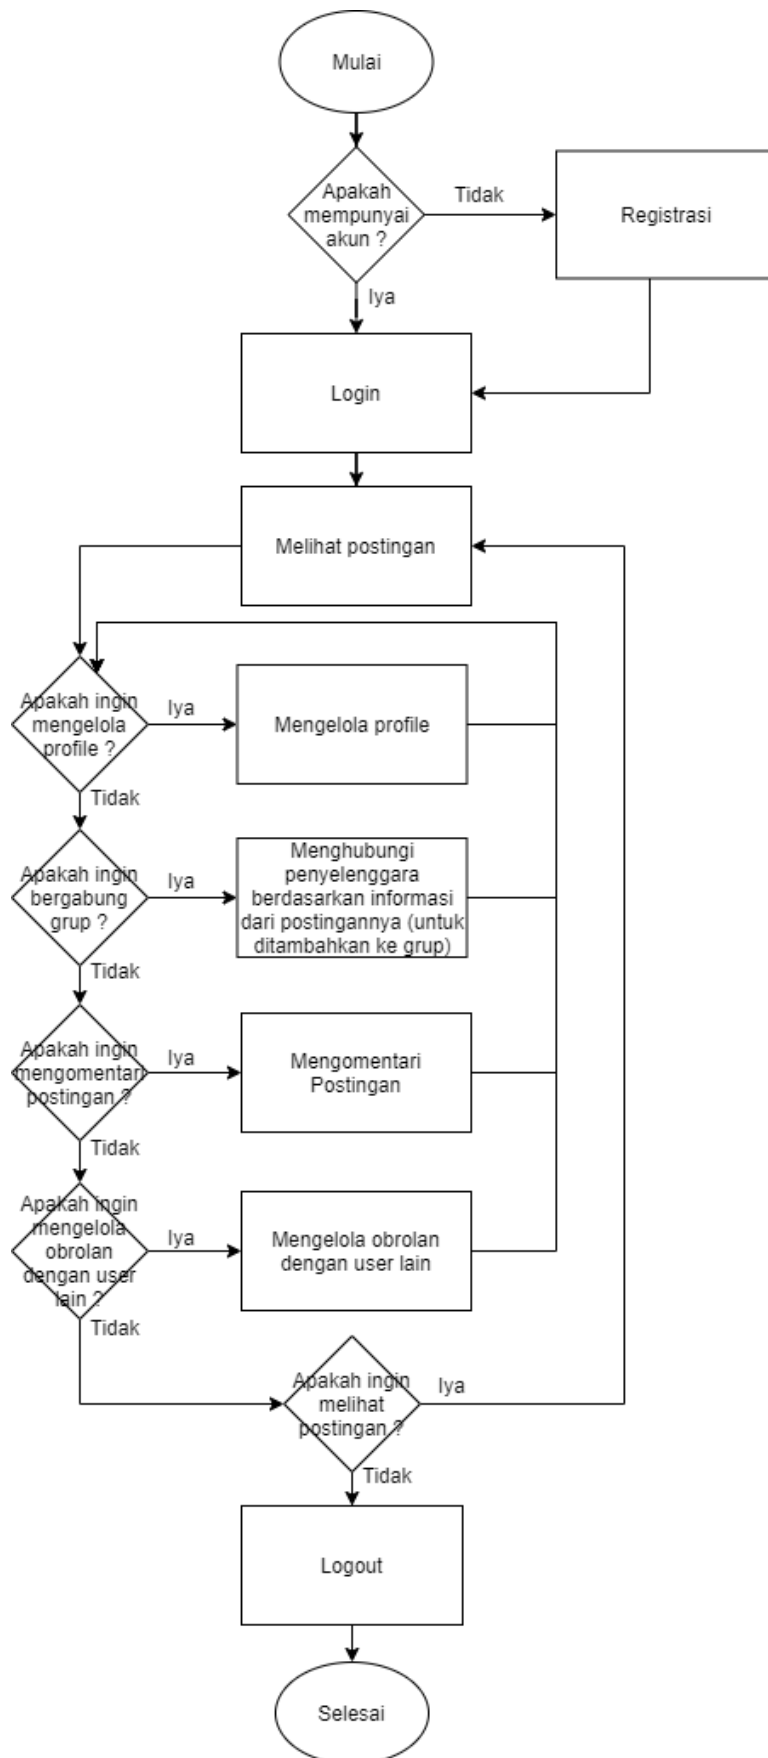 Mulai
Apakah
mempunyai
akun ?
Tidak
Registrasi
Iya
Login
Melihat postingan
Apakah ingin
mengelola
profile ?
Iya
Mengelola profile
Tidak
Apakah ingin
bergabung
grup ?
Iya
Menghubungi
penyelenggara
berdasarkan informasi
dari postingannya (untuk
ditambahkan ke grup)
Tidak
Apakah ingin
mengomentari
postingan ?
Iya
Mengomentari
Postingan
Tidak
Apakah ingin
mengelola
obrolan
dengan user
lain ?
Iya
Mengelola obrolan
dengan user lain
Tidak
Apakah ingin
melihat
postingan ?
Iya
Tidak
Logout
Selesai